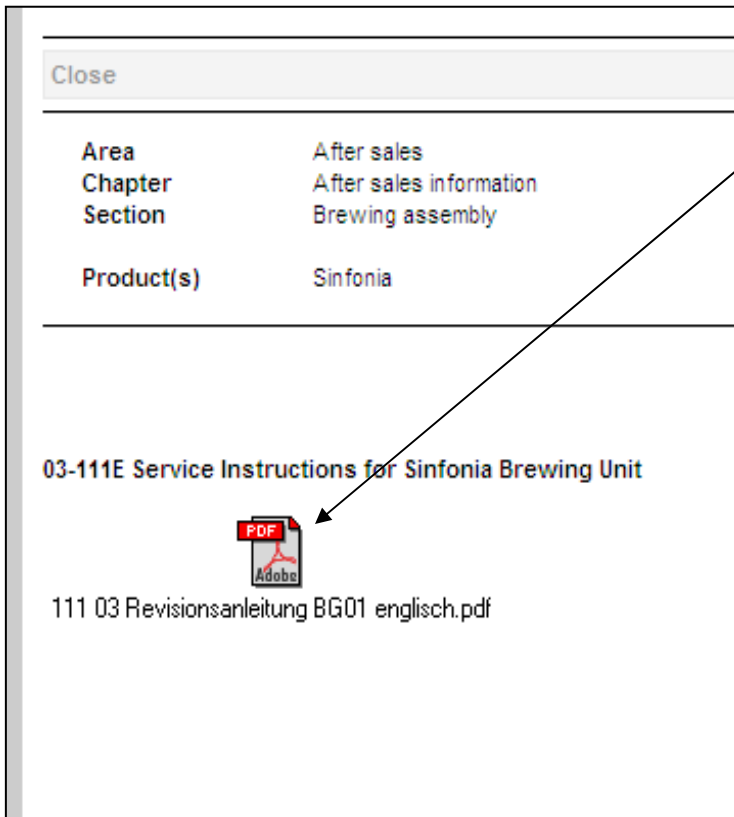 Close
Area After sales
Chapter After sales information
Section Brewing assembly
Product(s) Sinfonia
03-111E Service Instructions for Sinfonia Brewing Unit
PDF
Adobe
111 03 Revisionsanleitung BG01 englisch.pdf